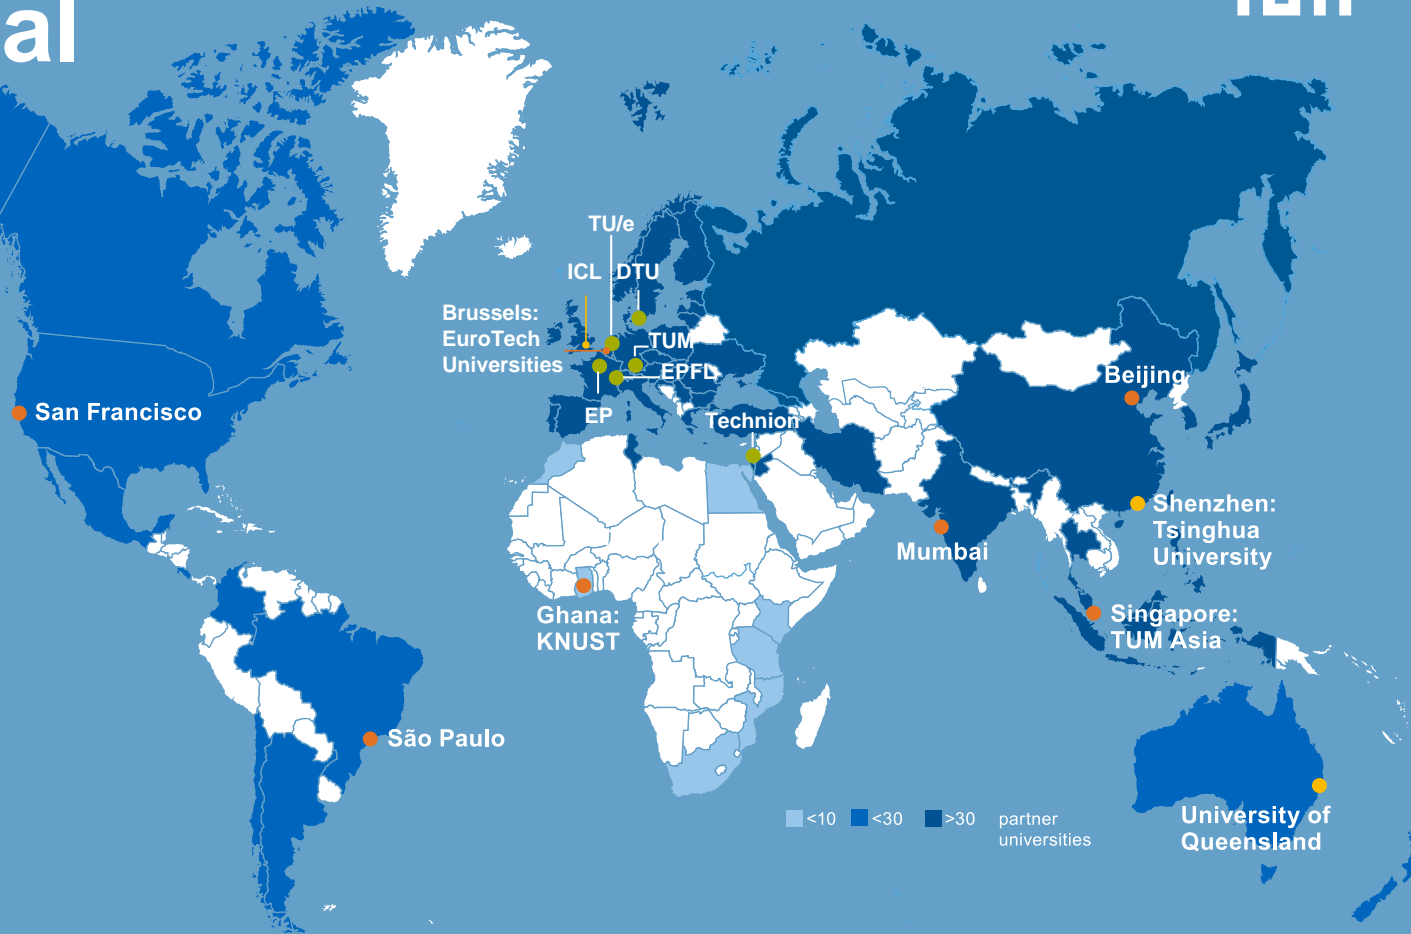 al
TU/e
ICL
DTU
Brussels:
EuroTech
Universities
TUM
EPFL
EP
Technion
San Francisco
Beijing
Shenzhen:
Tsinghua
University
Mumbai
Ghana:
KNUST
Singapore:
TUM Asia
São Paulo
University of
Queensland
<10
<30
>30
partner
universities